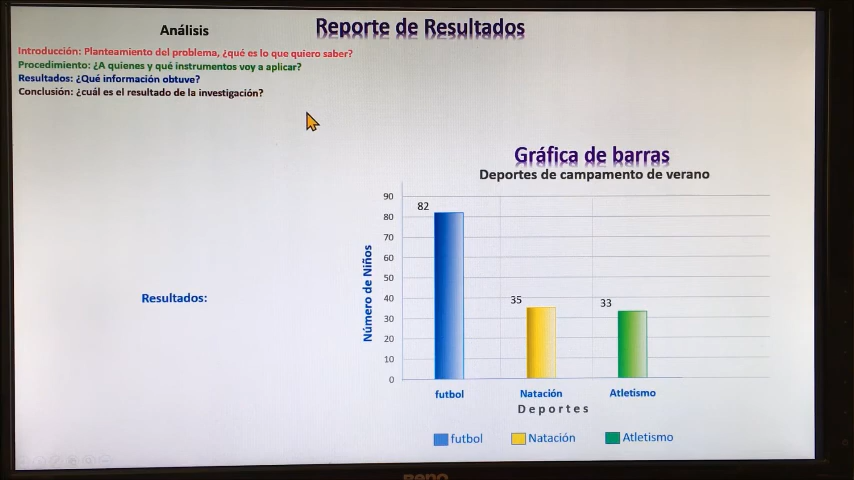 Análisis
Reporte de Resultados
Introducción: Planteamiento del problema, ¿qué es lo que quiero saber?
Procedimiento: ¿A quienes y qué instrumentos voy a aplicar?
Resultados: ¿Qué información obtuve?
Conclusión: ¿cuál es el resultado de la investigación?
Resultados:
Gráfica de barras
Deportes de campamento de verano
Número de Niños
90
80
70
60
50
40
30
20
10
0
82
35
33
futbol Natación Atletismo
Deportes
futbol Natación Atletismo
BenQ